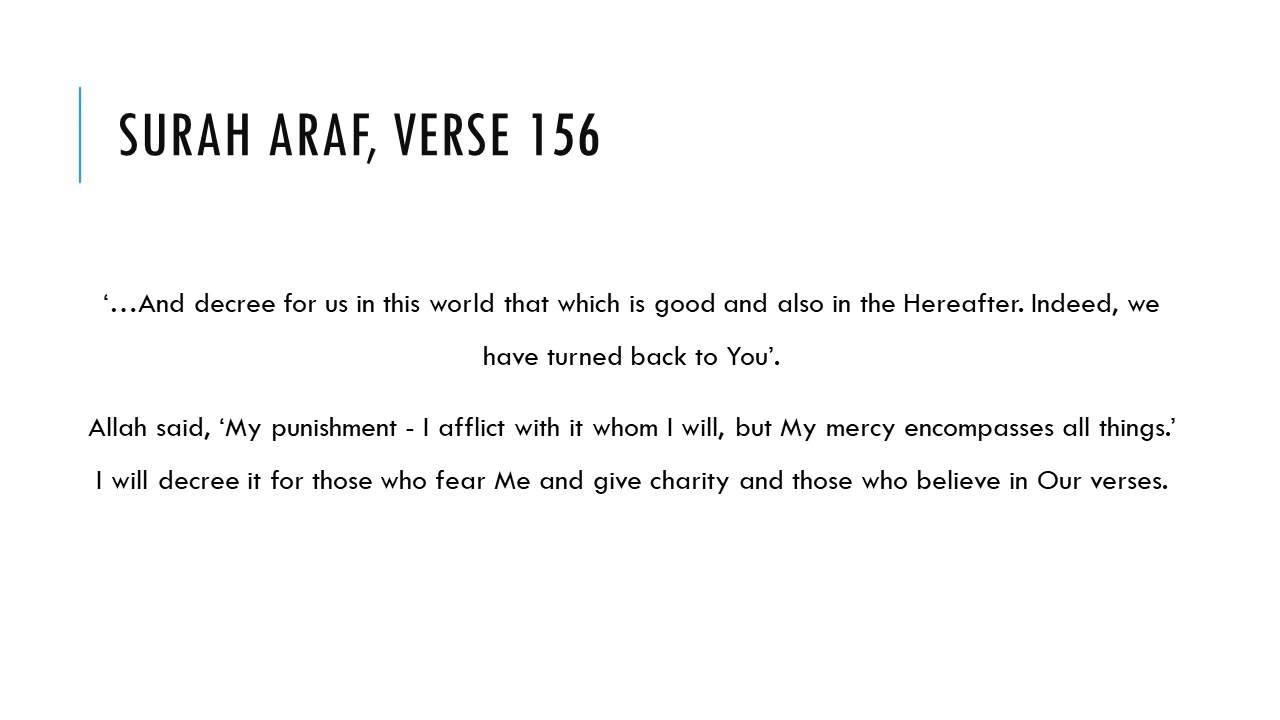 SURAH ARAF, VERSE 156
‘…And decree for us in this world that which is good and also in the Hereafter. Indeed, we
have turned back to You’.
Allah said, ‘My punishment - I afflict with it whom I will, but My mercy encompasses all things.’
I will decree it for those who fear Me and give charity and those who believe in Our verses.